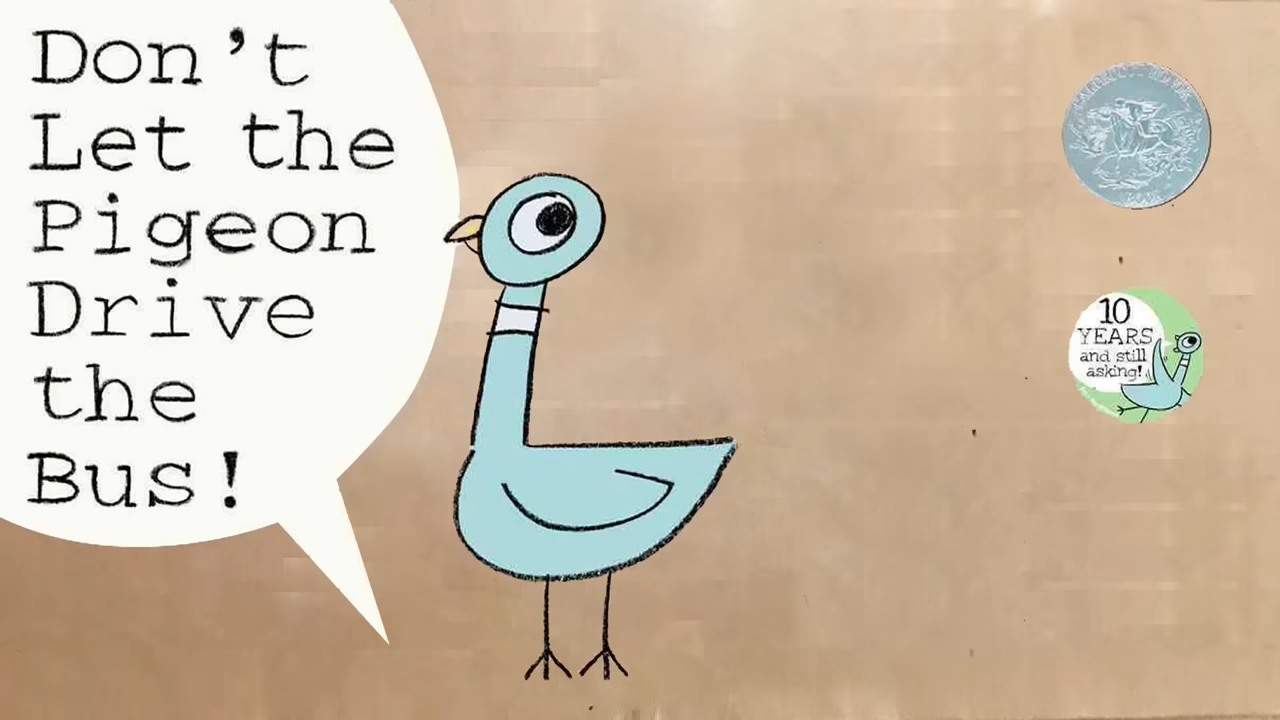 Don't
Let the
Pigeon
Drive
the
Bus!
10
YEARS
and still
asking!